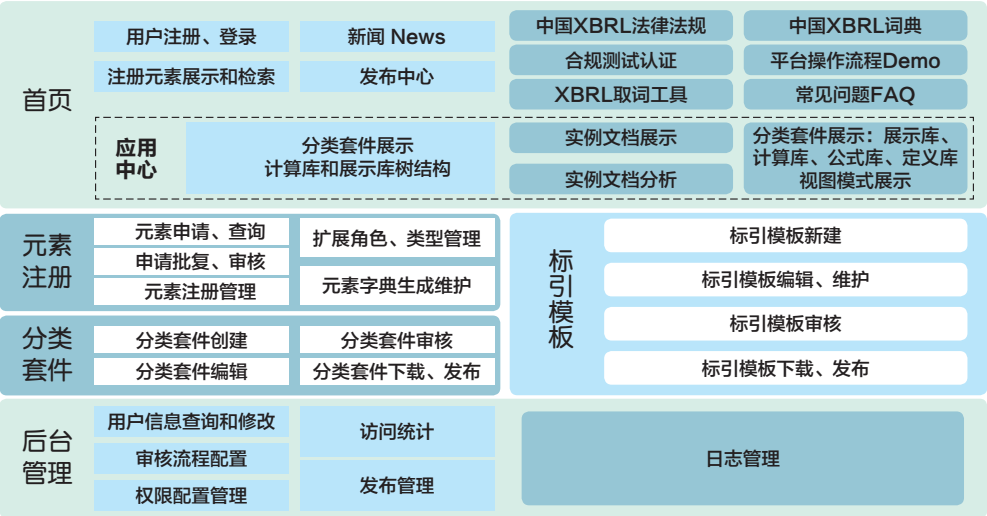 首页
用户注册、登录
新闻 News
注册元素展示和检索
发布中心
中国XBRL法律法规
中国XBRL词典
合规测试认证
平台操作流程Demo
XBRL取词工具
常见问题FAQ
应用
中心
分类套件展示
计算库和展示库树结构
实例文档展示
实例文档分析
分类套件展示：展示库、
计算库、公式库、定义库
视图模式展示
元素
注册
元素申请、查询
申请批复、审核
元素注册管理
扩展角色、类型管理
元素字典生成维护
分类
套件
分类套件创建
分类套件审核
分类套件编辑
分类套件下载、发布
标引模板
标引模板新建
标引模板编辑、维护
标引模板审核
标引模板下载、发布
后台
管理
用户信息查询和修改
审核流程配置
权限配置管理
访问统计
发布管理
日志管理